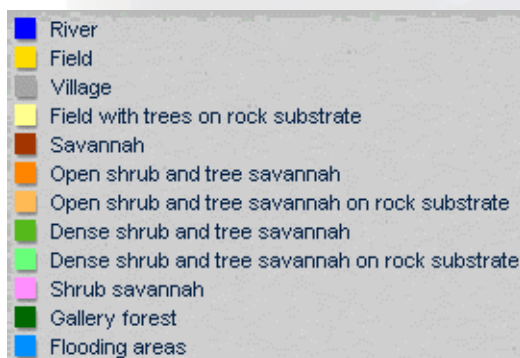 River
Field
Village
Field with trees on rock substrate
Savannah
Open shrub and tree savannah
Open shrub and tree savannah on rock substrate
Dense shrub and tree savannah
Dense shrub and tree savannah on rock substrate
Shrub savannah
Gallery forest
Flooding areas